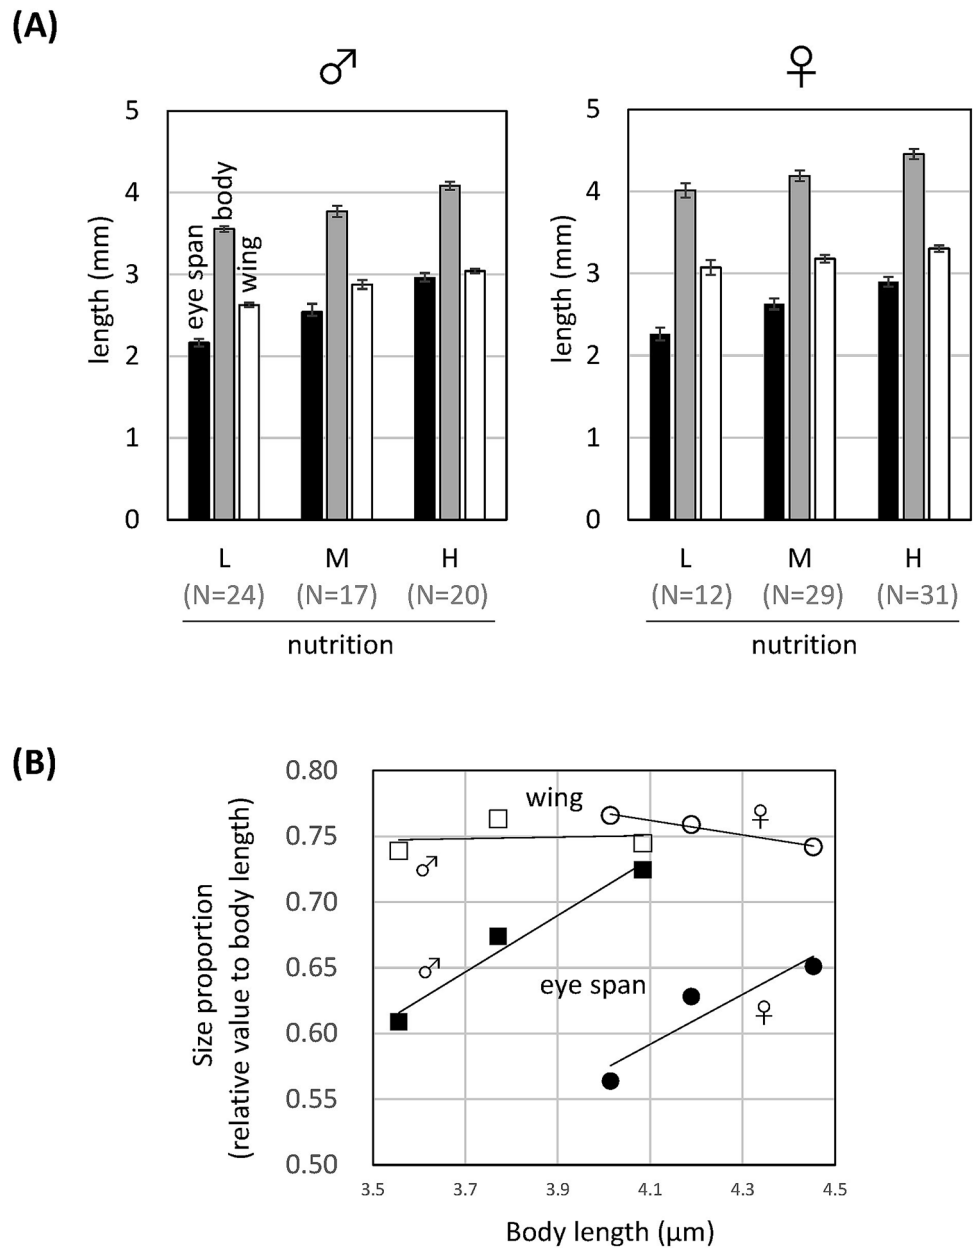 (A)
♂
♀
length (mm)
5
4
3
2
1
0
eye span
body
wing
L
M
H
(N=24)
(N=17)
(N=20)
nutrition
length (mm)
5
4
3
2
1
0
L
M
H
(N=12)
(N=29)
(N=31)
nutrition
(B)
Size proportion
(relative value to body length)
0.80
0.75
0.70
0.65
0.60
0.55
0.50
wing
♀
♂
♂
eye span
♀
3.5
3.7
3.9
4.1
4.3
4.5
Body length (μm)